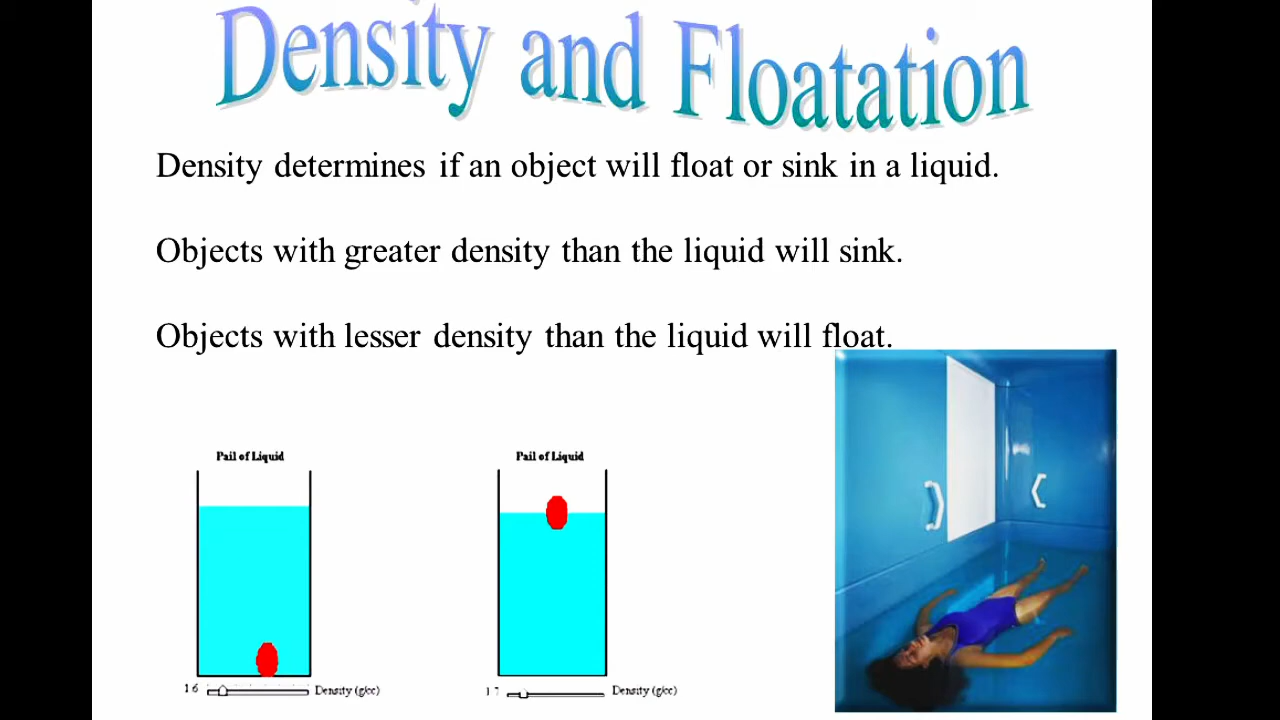 Density and Floatation
Density determines if an object will float or sink in a liquid.
Objects with greater density than the liquid will sink.
Objects with lesser density than the liquid will float.
Pail of Liquid
Pail of Liquid
1.6 Density (g/cc)
1.7 Density (g/cc)